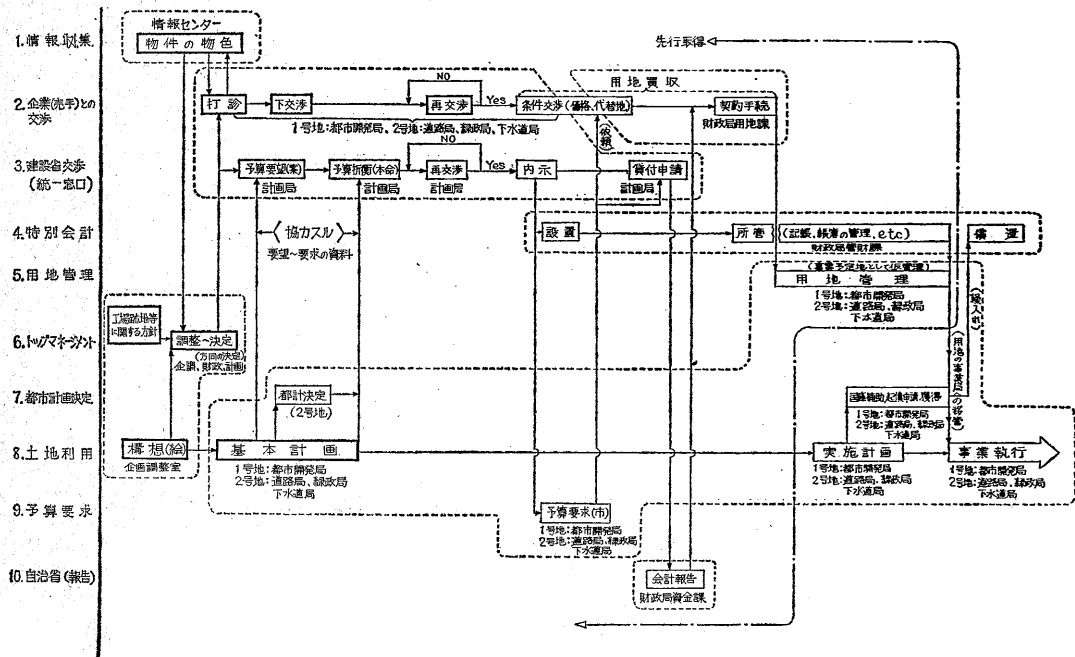 情報センター
1.情報収集
物件の物色
先行取得
用地買収
NO
2.企業(売手)との
交渉
打診
下交渉
再交渉
Yes
条件交渉(価格、代替地)
契約手続
財政局用地課
1号地:都市開発局、2号地:道路局、緑政局、下水道局
(依頼)
NO
3.建設省交渉
(統一窓口)
予算要望(案)
計画局
予算折衝(本命)
計画局
再交渉
計画局
Yes
内示
貸付申請
計画局
4.特別会計
協力スル
要望~要求の資料
設置
所管
(記帳、帳簿の管理、etc)
財政局管財課
償還
5.用地管理
(事業予定地として仮管理)
用地管理
1号地:都市開発局
2号地:道路局、緑政局
下水道局
(繰入れ)
工場跡地等
に関する方針
6.トップマネージメント
調整~決定
(方向の決定)
企調、財政、計画
(用地の事業局への移管)
7.都市計画決定
都計決定
(2号地)
国庫補助、起債申請、獲得
1号地:都市開発局
2号地:道路局、緑政局
下水道局
8.土地利用
構想(絵)
企画調整室
基本計画
1号地:都市開発局
2号地:道路局、緑政局
下水道局
実施計画
1号地:都市開発局
2号地:道路局、緑政局
下水道局
事業執行
1号地:都市開発局
2号地:道路局、緑政局
下水道局
9.予算要求
予算要求(市)
1号地:都市開発局
2号地:道路局、緑政局
下水道局
10.自治省(報告)
会計報告
財政局資金課